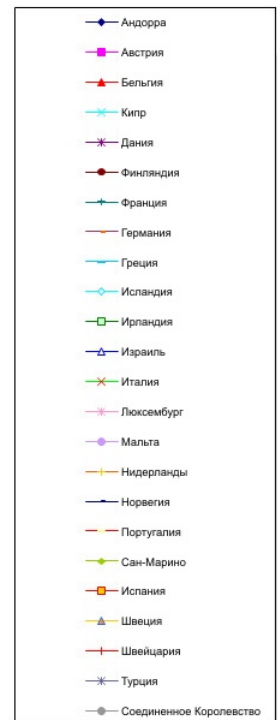 Андорра
Австрия
Бельгия
Кипр
Дания
Финляндия
Франция
Германия
Греция
Исландия
Ирландия
Израиль
Италия
Люксембург
Мальта
Нидерланды
Норвегия
Португалия
Сан-Марино
Испания
Швеция
Швейцария
Турция
Соединенное Королевство